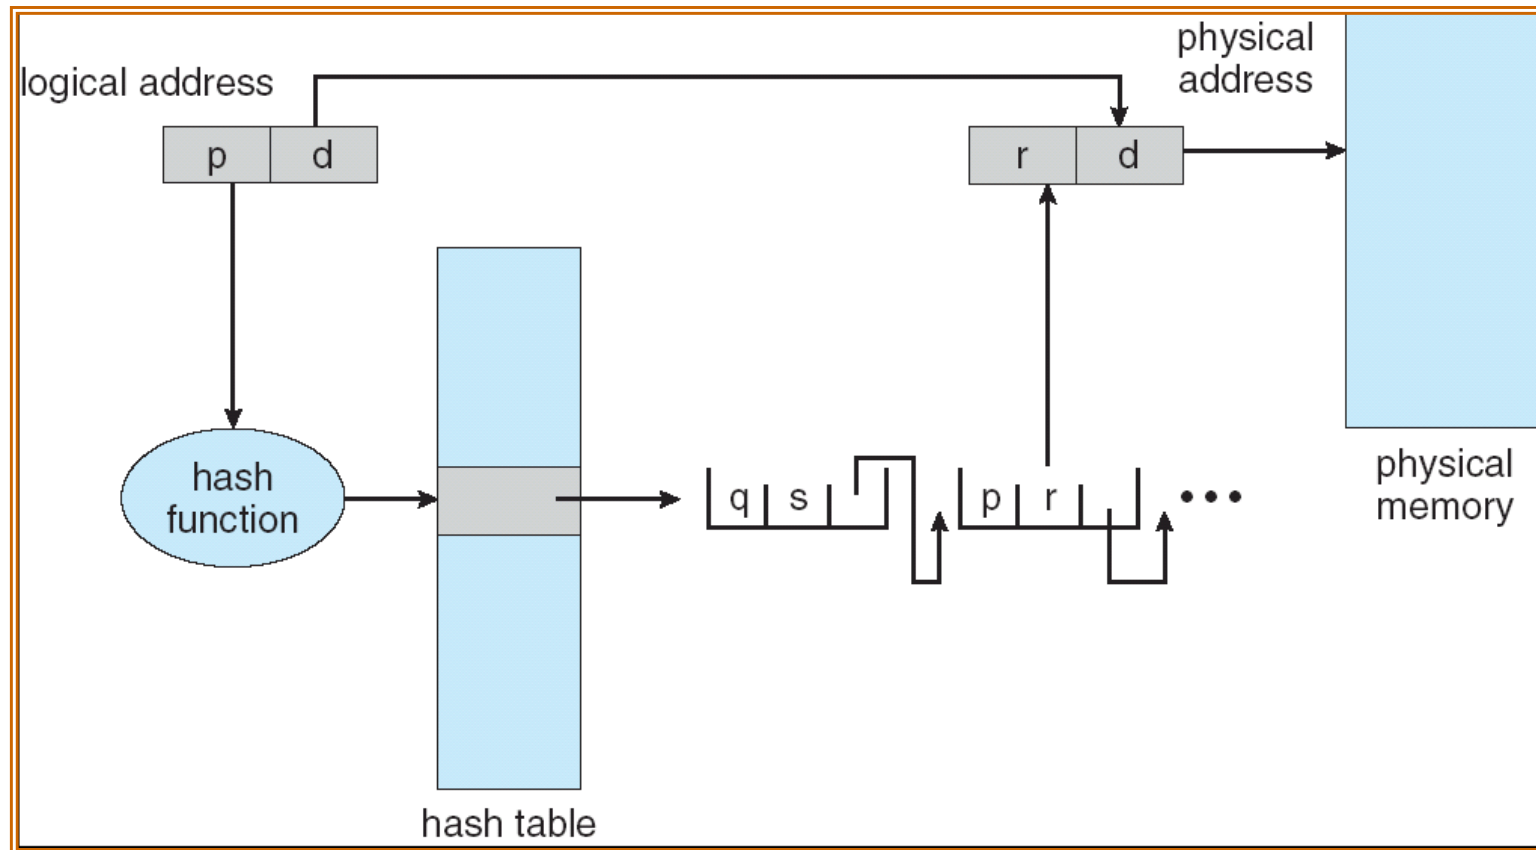 physical
address
logical address
p d
r d
hash
function
q s
p r
•••
physical
memory
hash table